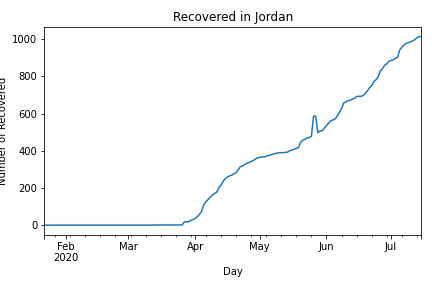 Recovered in Jordan
Number of Recovered
1000
800
600
400
200
0
Feb
2020
Mar
Apr
May
Jun
Jul
Day